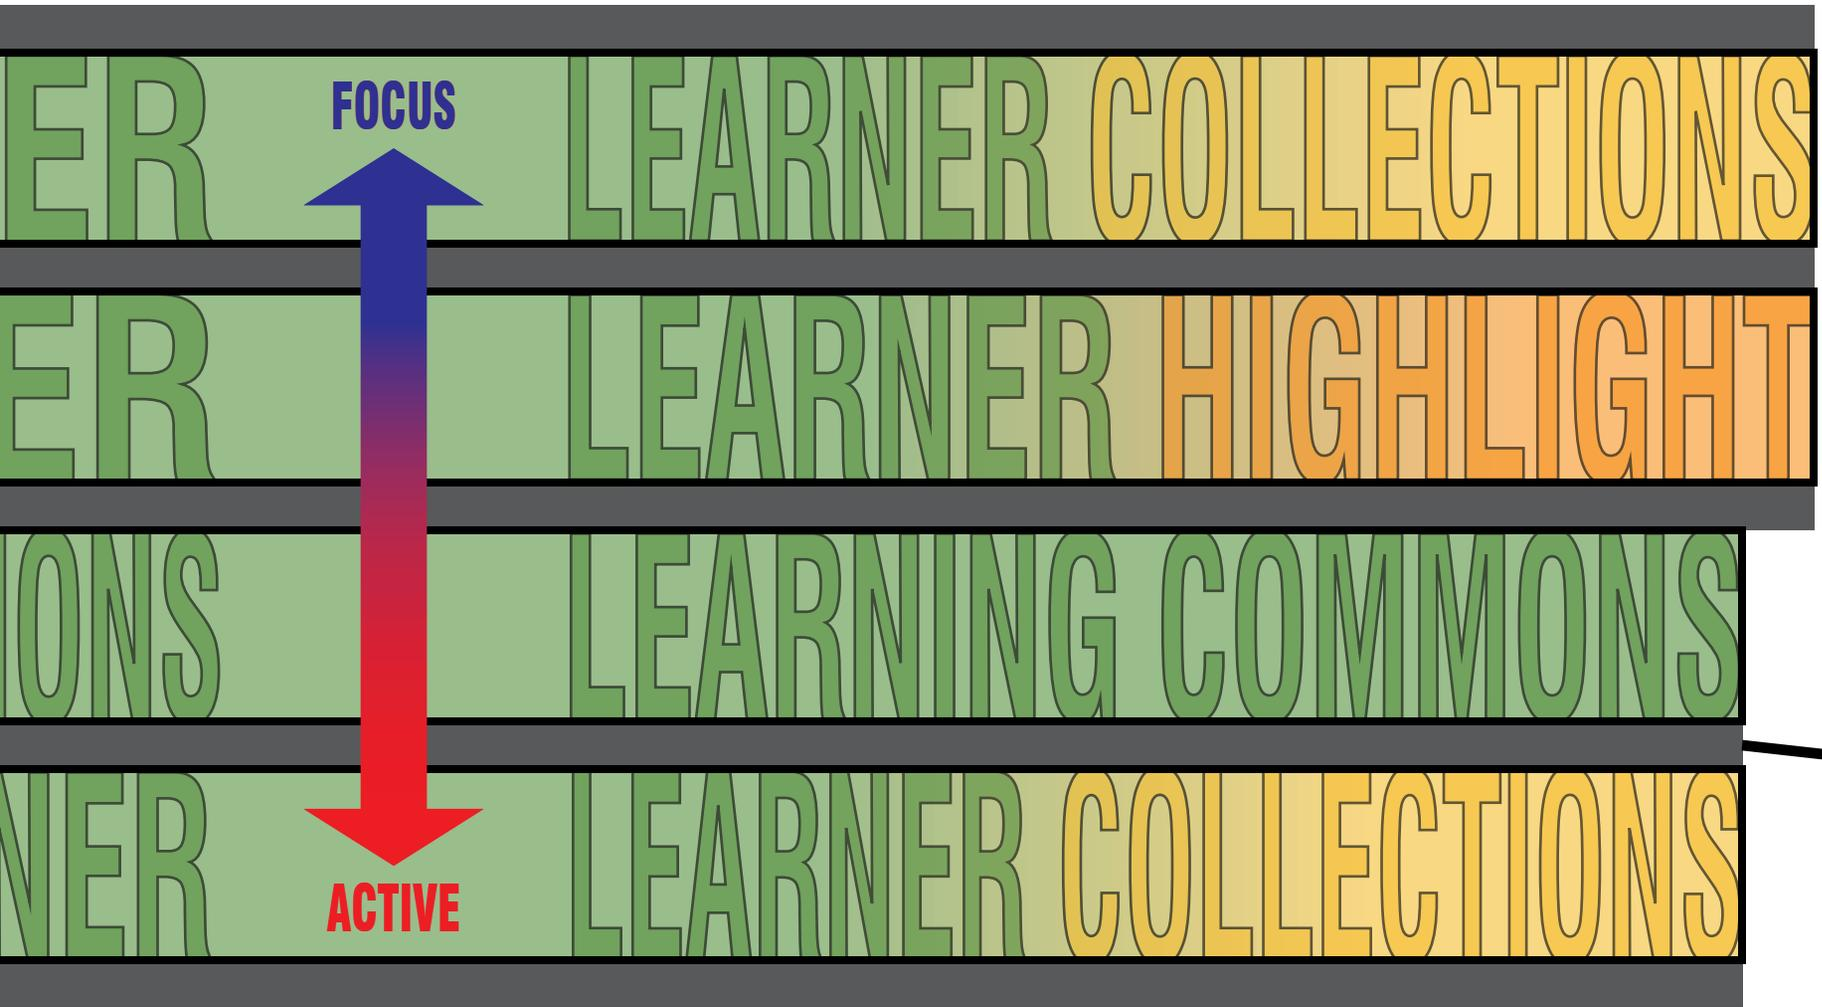 ER FOCUS LEARNER COLLECTIONS
ER LEARNER HIGHLIGHT
IONS LEARNING COMMONS
NER ACTIVE LEARNER COLLECTIONS